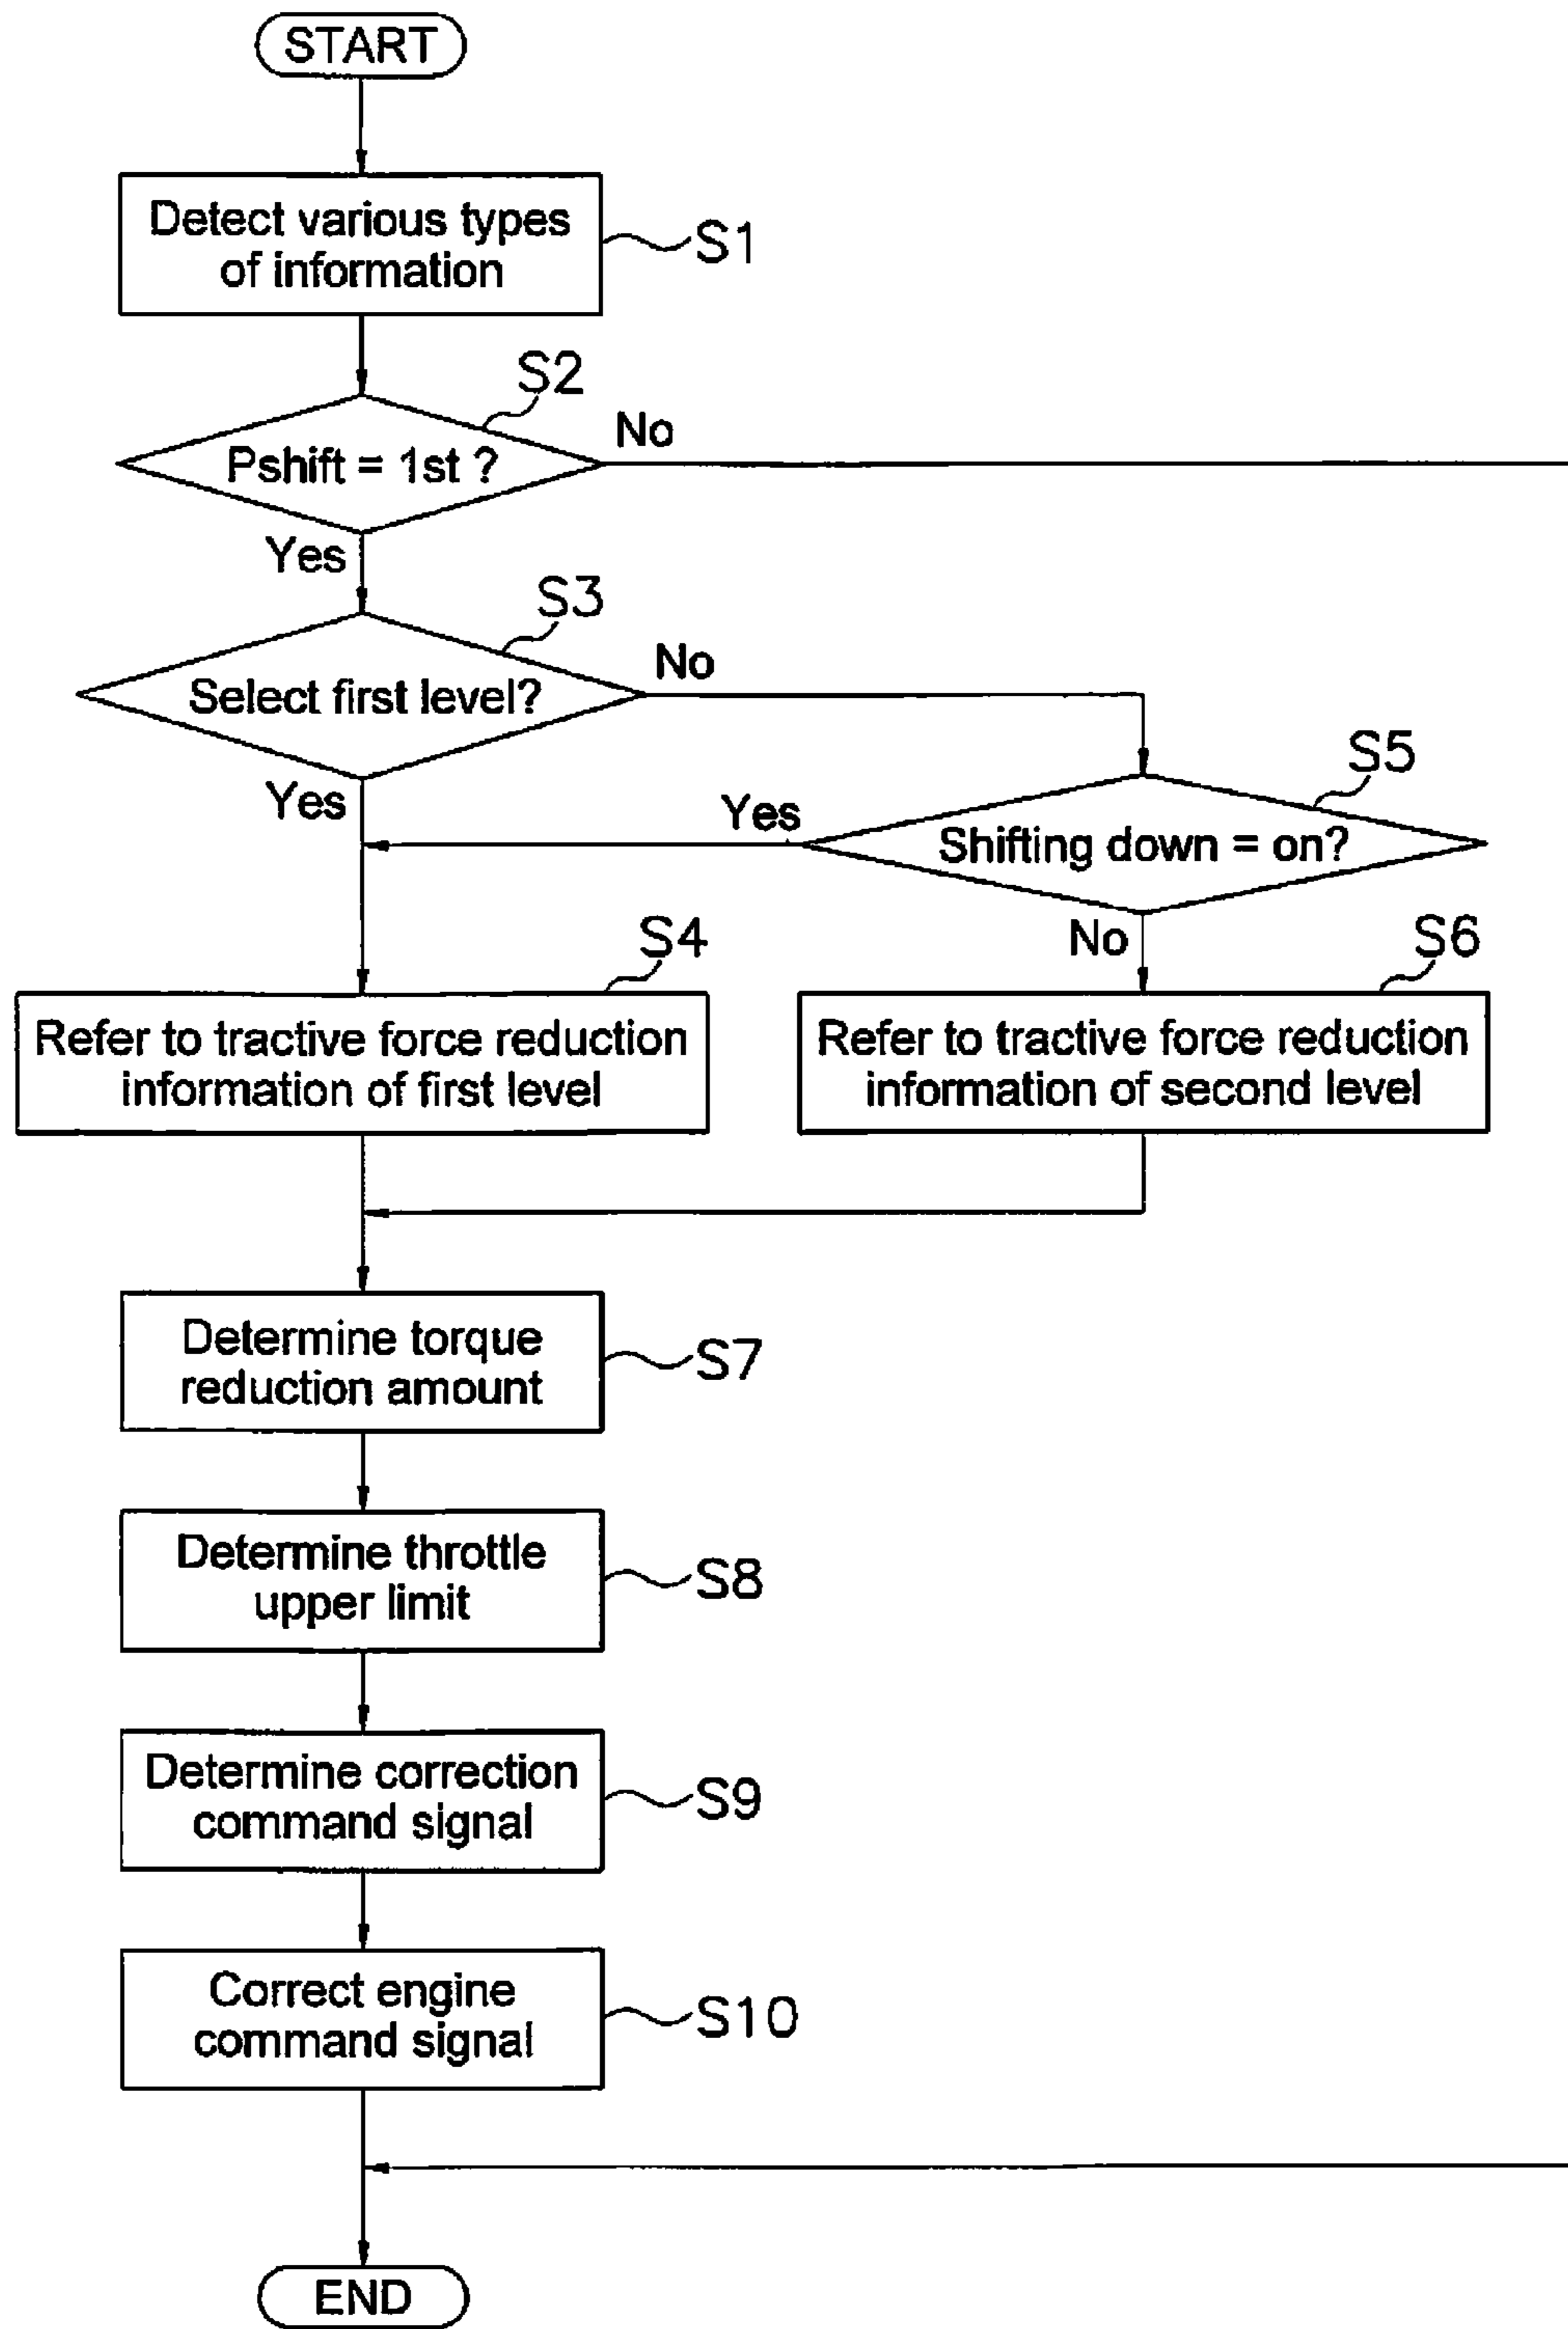 START
Detect various types
of information
S1
S2
Pshift = 1st ?
No
Yes
S3
Select first level?
No
Yes
S5
Shifting down = on?
Yes
No
S4
Refer to tractive force reduction
information of first level
S6
Refer to tractive force reduction
information of second level
Determine torque
reduction amount
S7
Determine throttle
upper limit
S8
Determine correction
command signal
S9
Correct engine
command signal
S10
END